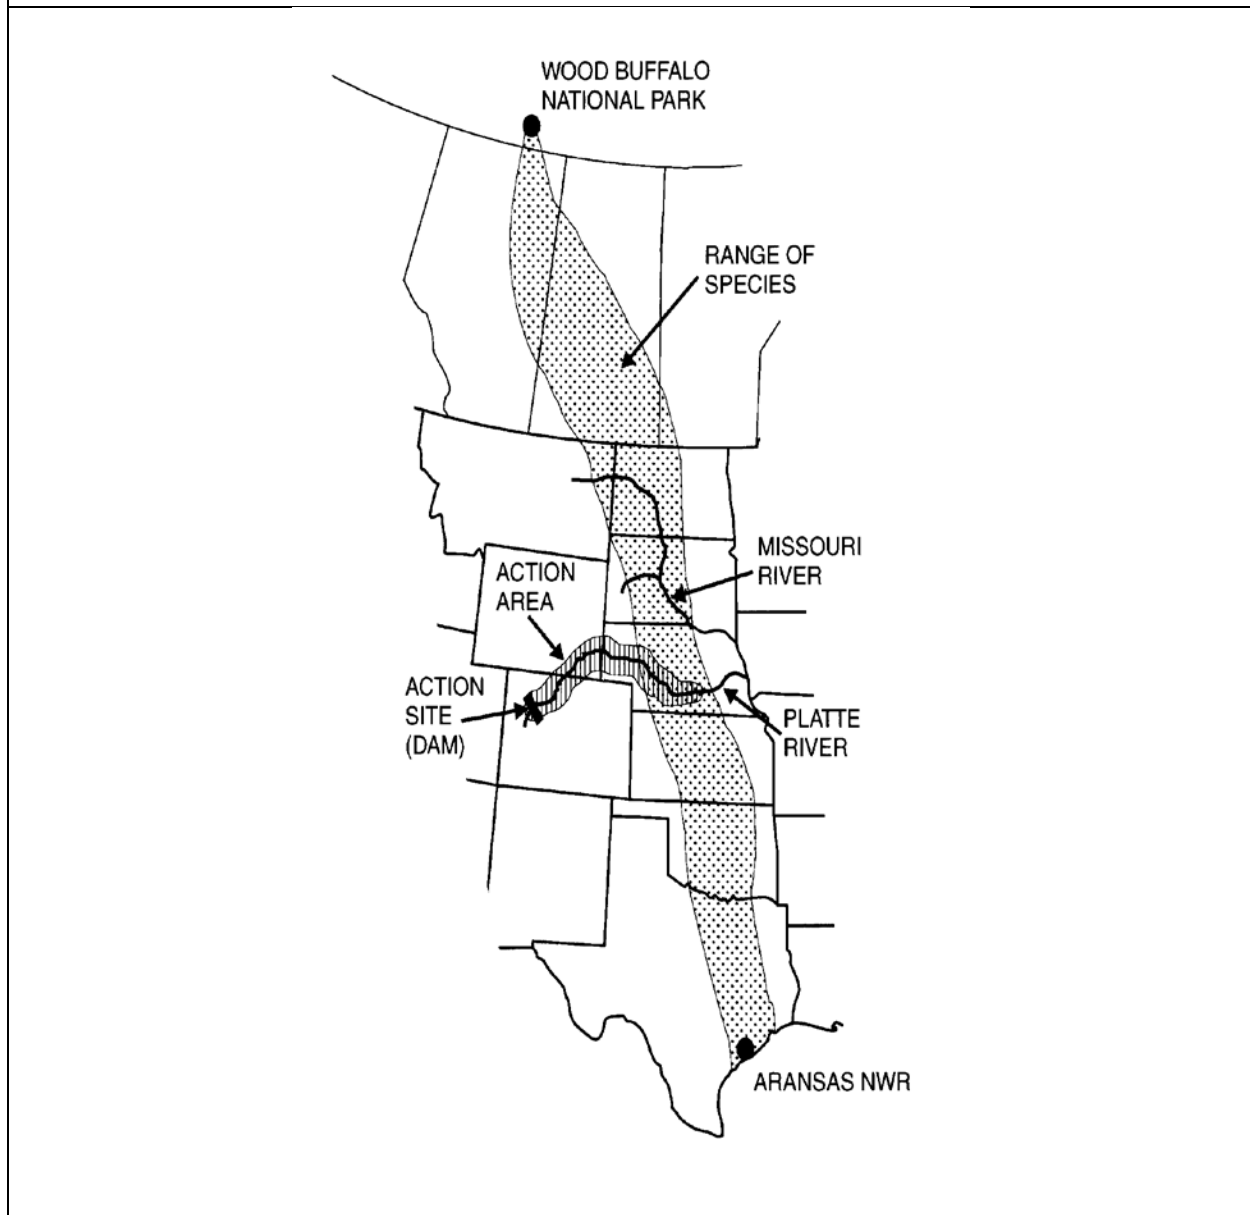 WOOD BUFFALO
NATIONAL PARK
RANGE OF
SPECIES
MISSOURI
RIVER
ACTION
AREA
ACTION
SITE
(DAM)
PLATTE
RIVER
ARANSAS NWR